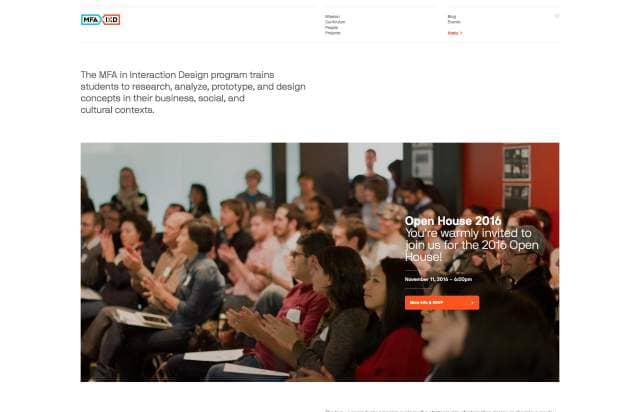 MFA IXD
Mission
Curriculum
People
Projects
Blog
Events
Apply >
The MFA in Interaction Design program trains
students to research, analyze, prototype, and design
concepts in their business, social, and
cultural contexts.
Open House 2016
You're warmly invited to
join us for the 2016 Open
House!
November 11, 2016 – 6:00pm
More Info & RSVP >